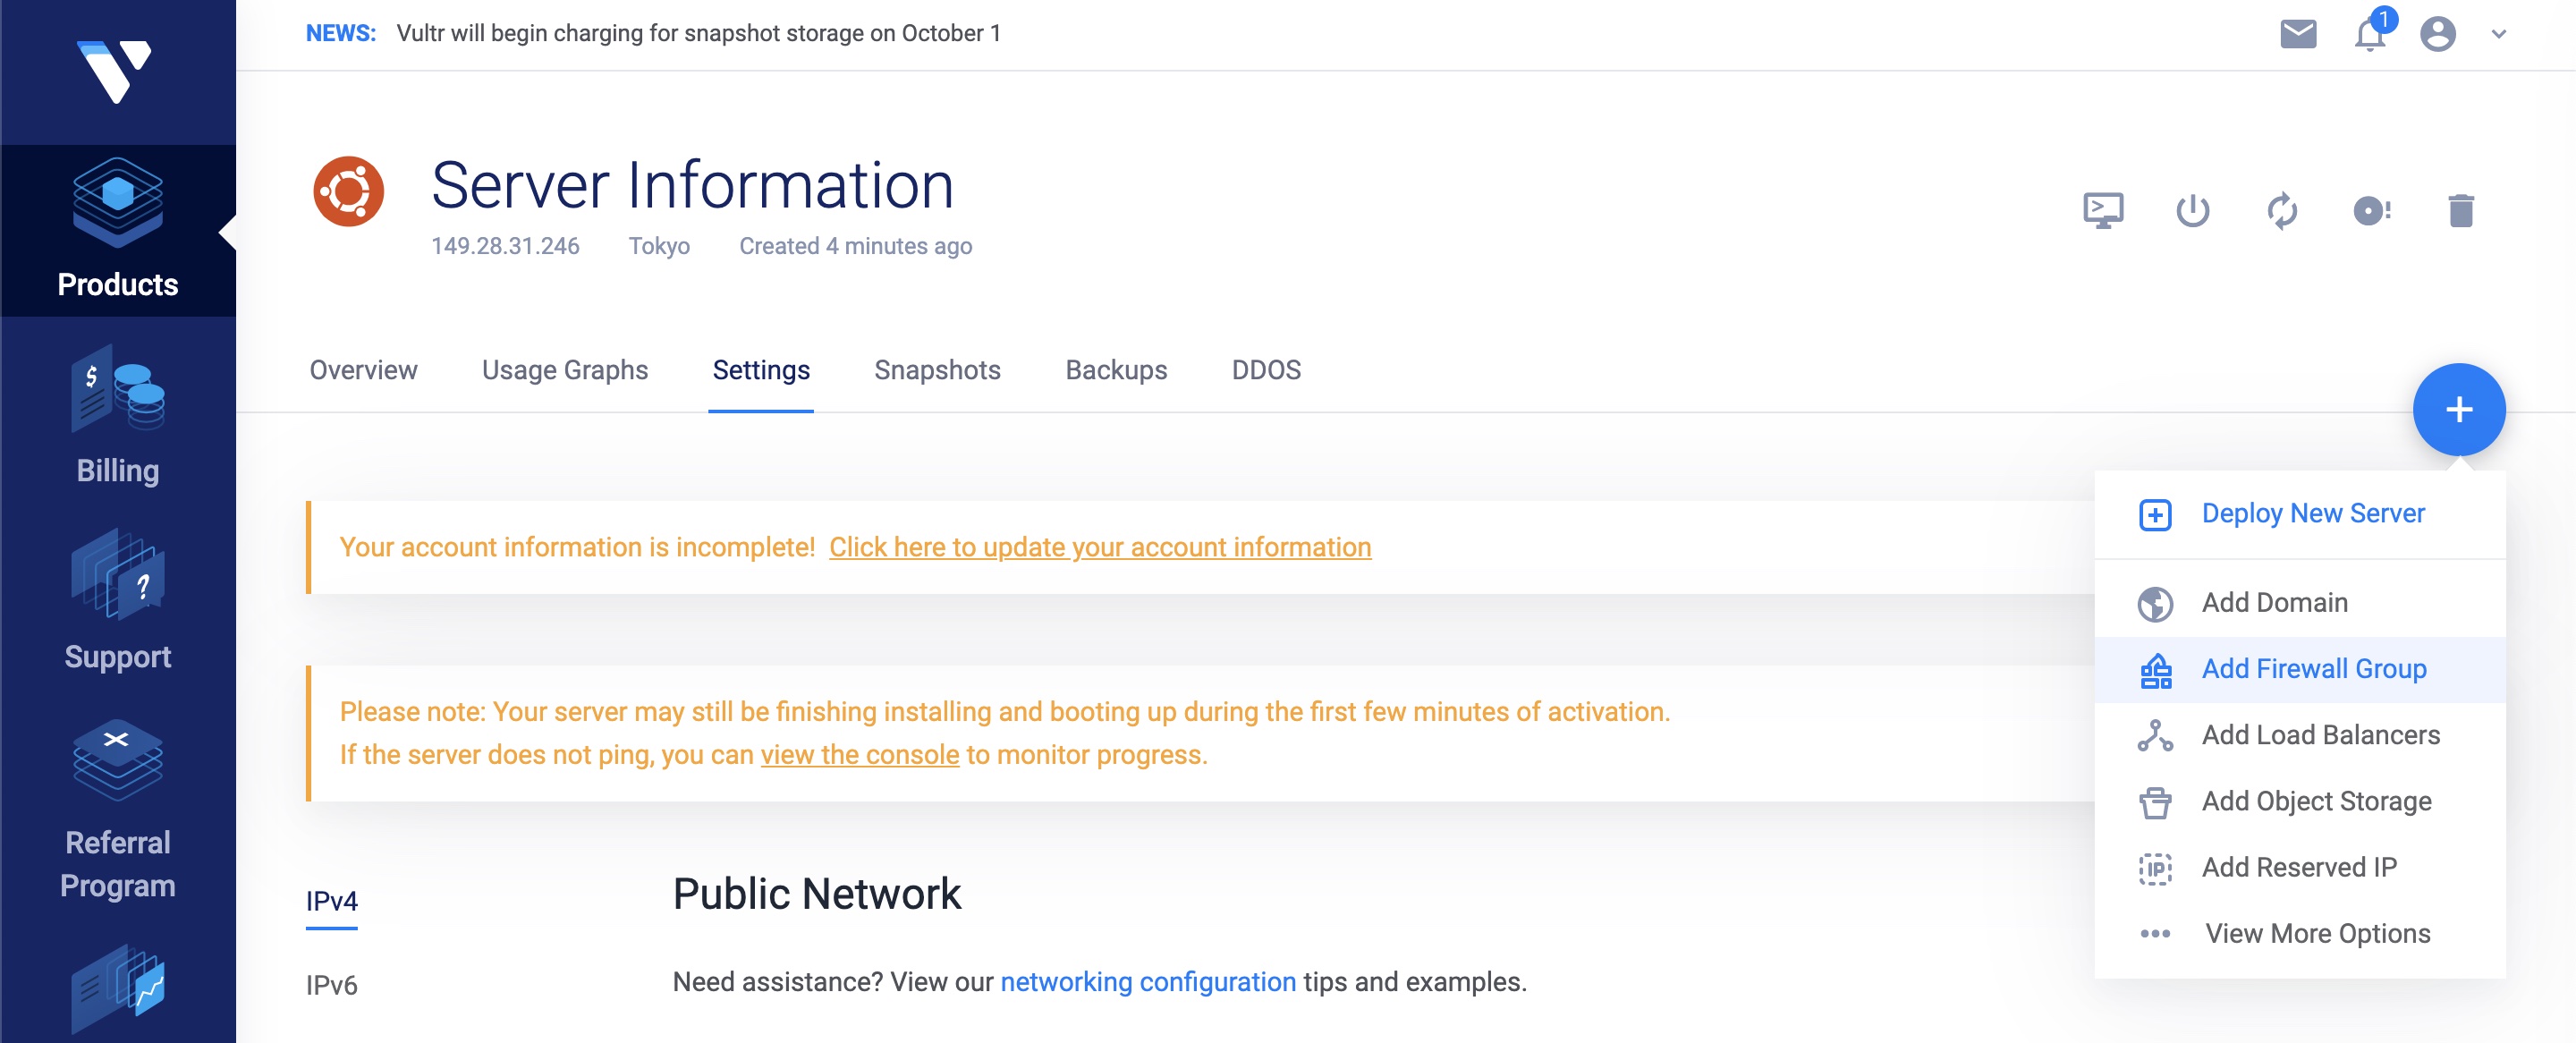 NEWS: Vultr will begin charging for snapshot storage on October 1
1
Server Information
149.28.31.246 Tokyo Created 4 minutes ago
Products
Billing
Support
Referral
Program
$
?
Overview Usage Graphs Settings Snapshots Backups DDOS
+
Your account information is incomplete! Click here to update your account information
Please note: Your server may still be finishing installing and booting up during the first few minutes of activation.
If the server does not ping, you can view the console to monitor progress.
Deploy New Server
Add Domain
Add Firewall Group
Add Load Balancers
Add Object Storage
IP
Add Reserved IP
View More Options
IPv4
IPv6
Public Network
Need assistance? View our networking configuration tips and examples.